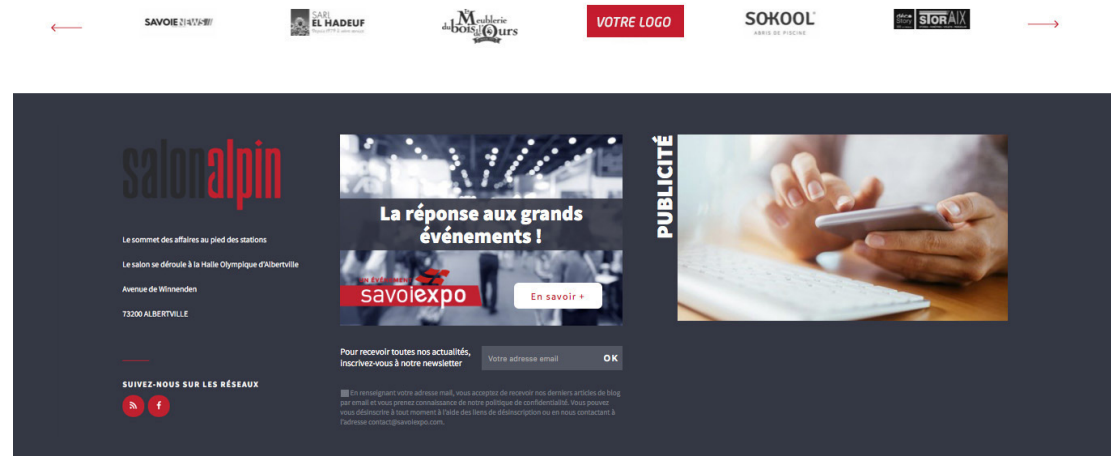 SAVOIE NEWS
SARL
EL HADEUF
Meublerie
du bois d'Ours
VOTRE LOGO
SOKOOL
ABRIS DE PISCINE
déco
Story
STORAIX
salonalpin
Le sommet des affaires au pied des stations
Le salon se déroule à la Halle Olympique d'Albertville
Avenue de Winnenden
73200 ALBERTVILLE
SUIVEZ-NOUS SUR LES RÉSEAUX
La réponse aux grands
événements !
UN ÉVÉNEMENT
savoiexpo
En savoir +
Pour recevoir toutes nos actualités,
inscrivez-vous à notre newsletter
Votre adresse email
OK
En renseignant votre adresse mail, vous acceptez de recevoir nos derniers articles de blog
par email et vous prenez connaissance de notre politique de confidentialité. Vous pouvez
vous désinscrire à tout moment à l'aide des liens de désinscription ou en nous contactant à
l'adresse contact@savoiexpo.com.
PUBLICITÉ